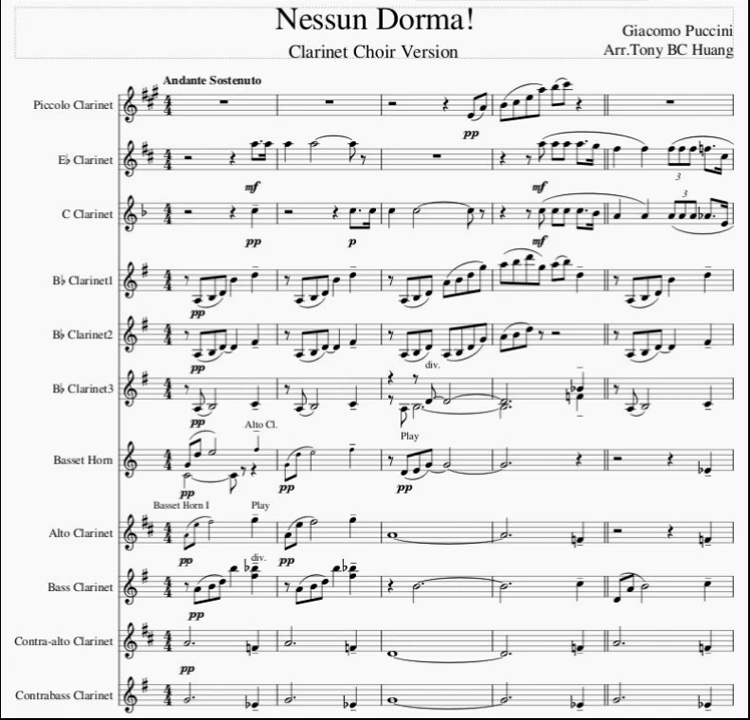 Nessun Dorma!
Clarinet Choir Version
Giacomo Puccini
Arr.Tony BC Huang
Andante Sostenuto
Piccolo Clarinet
pp
E♭ Clarinet
mf
mf
3
C Clarinet
3
pp
p
mf
B♭ Clarinet1
pp
B♭ Clarinet2
pp
div.
B♭ Clarinet3
pp
Alto Cl.
Play
Basset Horn
pp
pp
pp
Basset Horn I
Play
Alto Clarinet
pp
pp
div.
Bass Clarinet
pp
Contra-alto Clarinet
pp
Contrabass Clarinet